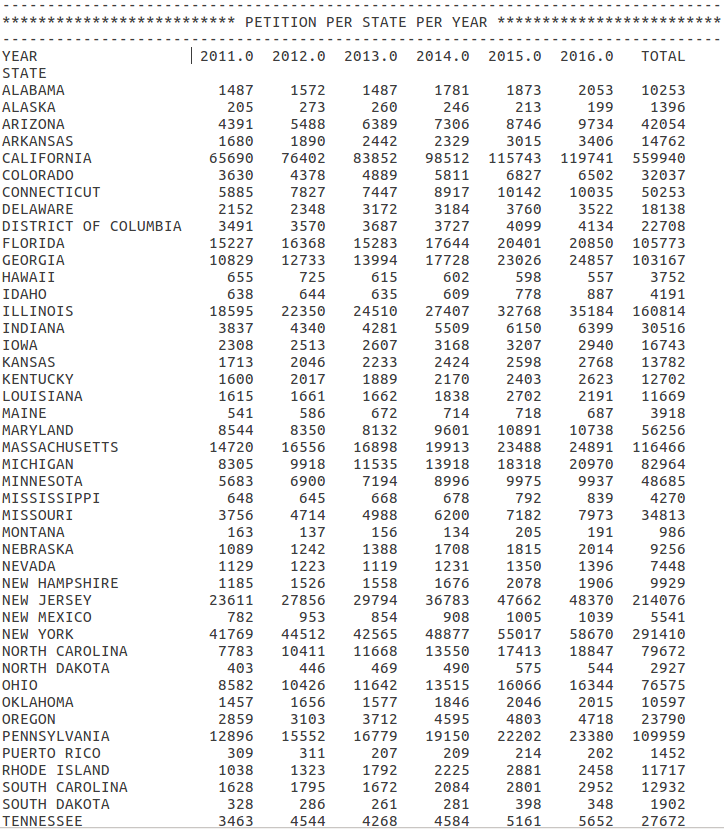 --------------------------------------------------------------------------------
************************** PETITION PER STATE PER YEAR *************************
--------------------------------------------------------------------------------
YEAR 2011.0 2012.0 2013.0 2014.0 2015.0 2016.0 TOTAL
STATE
ALABAMA 1487 1572 1487 1781 1873 2053 10253
ALASKA 205 273 260 246 213 199 1396
ARIZONA 4391 5488 6389 7306 8746 9734 42054
ARKANSAS 1680 1890 2442 2329 3015 3406 14762
CALIFORNIA 65690 76402 83852 98512 115743 119741 559940
COLORADO 3630 4378 4889 5811 6827 6502 32037
CONNECTICUT 5885 7827 7447 8917 10142 10035 50253
DELAWARE 2152 2348 3172 3184 3760 3522 18138
DISTRICT OF COLUMBIA 3491 3570 3687 3727 4099 4134 22708
FLORIDA 15227 16368 15283 17644 20401 20850 105773
GEORGIA 10829 12733 13994 17728 23026 24857 103167
HAWAII 655 725 615 602 598 557 3752
IDAHO 638 644 635 609 778 887 4191
ILLINOIS 18595 22350 24510 27407 32768 35184 160814
INDIANA 3837 4340 4281 5509 6150 6399 30516
IOWA 2308 2513 2607 3168 3207 2940 16743
KANSAS 1713 2046 2233 2424 2598 2768 13782
KENTUCKY 1600 2017 1889 2170 2403 2623 12702
LOUISIANA 1615 1661 1662 1838 2702 2191 11669
MAINE 541 586 672 714 718 687 3918
MARYLAND 8544 8350 8132 9601 10891 10738 56256
MASSACHUSETTS 14720 16556 16898 19913 23488 24891 116466
MICHIGAN 8305 9918 11535 13918 18318 20970 82964
MINNESOTA 5683 6900 7194 8996 9975 9937 48685
MISSISSIPPI 648 645 668 678 792 839 4270
MISSOURI 3756 4714 4988 6200 7182 7973 34813
MONTANA 163 137 156 134 205 191 986
NEBRASKA 1089 1242 1388 1708 1815 2014 9256
NEVADA 1129 1223 1119 1231 1350 1396 7448
NEW HAMPSHIRE 1185 1526 1558 1676 2078 1906 9929
NEW JERSEY 23611 27856 29794 36783 47662 48370 214076
NEW MEXICO 782 953 854 908 1005 1039 5541
NEW YORK 41769 44512 42565 48877 55017 58670 291410
NORTH CAROLINA 7783 10411 11668 13550 17413 18847 79672
NORTH DAKOTA 403 446 469 490 575 544 2927
OHIO 8582 10426 11642 13515 16066 16344 76575
OKLAHOMA 1457 1656 1577 1846 2046 2015 10597
OREGON 2859 3103 3712 4595 4803 4718 23790
PENNSYLVANIA 12896 15552 16779 19150 22202 23380 109959
PUERTO RICO 309 311 207 209 214 202 1452
RHODE ISLAND 1038 1323 1792 2225 2881 2458 11717
SOUTH CAROLINA 1628 1795 1672 2084 2801 2952 12932
SOUTH DAKOTA 328 286 261 281 398 348 1902
TENNESSEE 3463 4544 4268 4584 5161 5652 27672